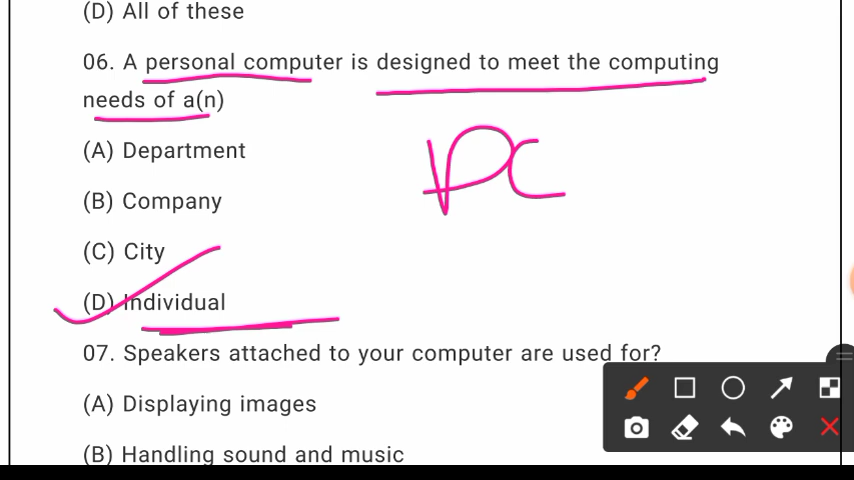 (D) All of these
06. A personal computer is designed to meet the computing
needs of a(n)
(A) Department
PC
(B) Company
(C) City
(D) Individual
07. Speakers attached to your computer are used for?
(A) Displaying images
(B) Handling sound and music